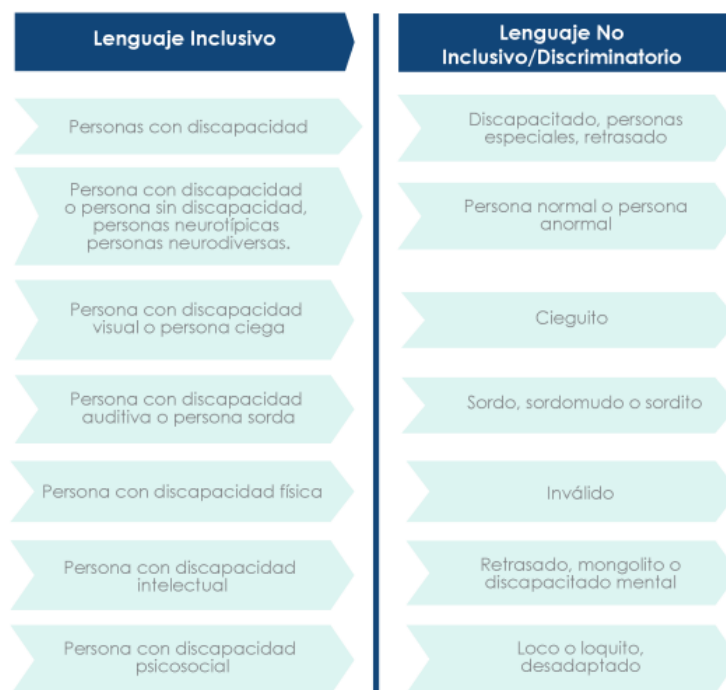 Lenguaje Inclusivo
Lenguaje No
Inclusivo/Discriminatorio
Personas con discapacidad
Discapacitado, personas
especiales, retrasado
Persona con discapacidad
o persona sin discapacidad,
personas neurotípicas
personas neurodiversas.
Persona normal o persona
anormal
Persona con discapacidad
visual o persona ciega
Cieguito
Persona con discapacidad
auditiva o persona sorda
Sordo, sordomudo o sordito
Persona con discapacidad física
Inválido
Persona con discapacidad
intelectual
Retrasado, mongolito o
discapacitado mental
Persona con discapacidad
psicosocial
Loco o loquito,
desadaptado